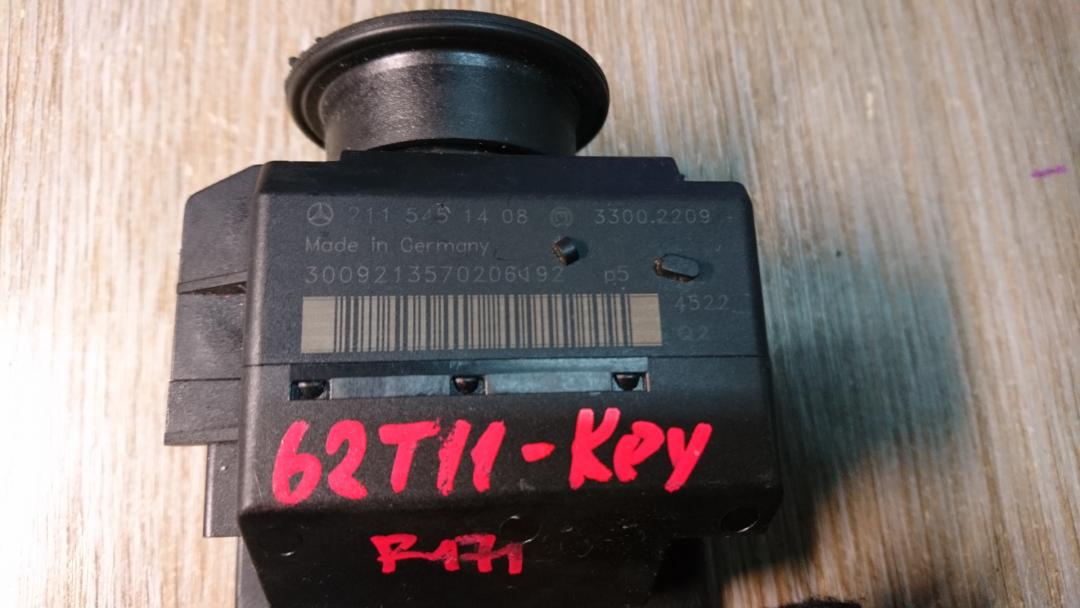 211 545 14 08 3300.2209
Made in Germany
3009213570206492 p5
4522
Q2
62T11-Key
R171